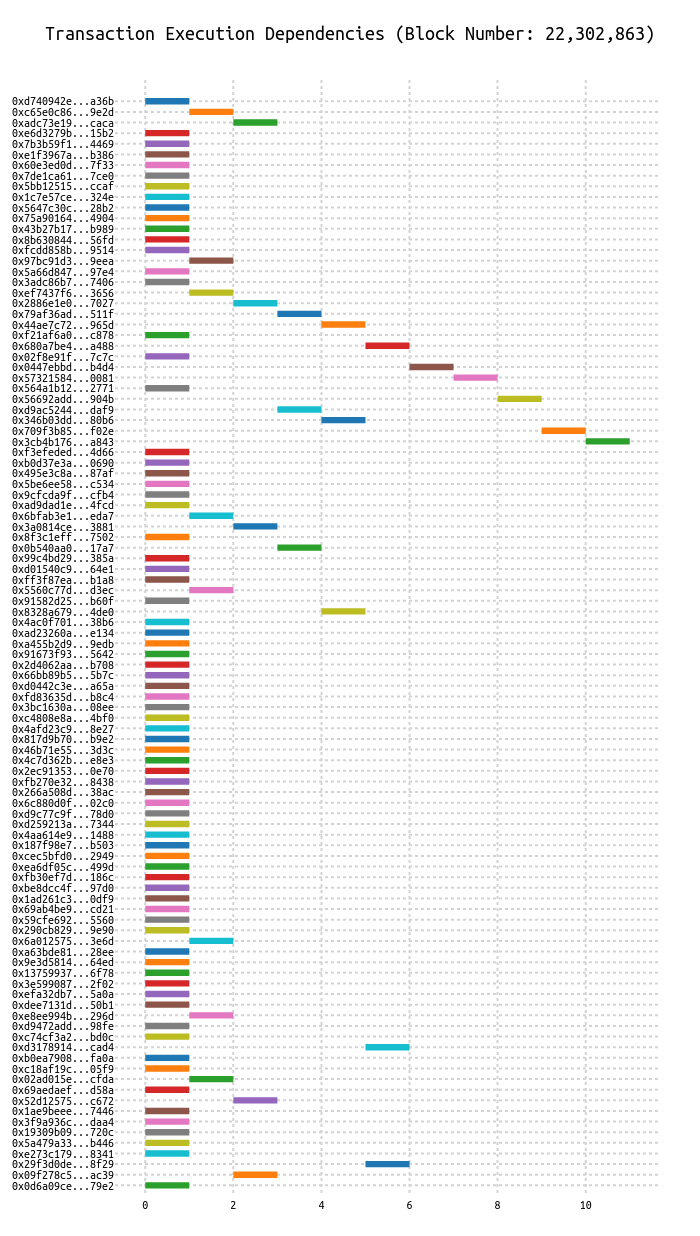 Transaction Execution Dependencies (Block Number: 22,302,863)
0xd740942e...a36b
0xc65e0c86...9e2d
0xadc73e19...caca
0xe6d3279b...15b2
0x7b3b59f1...4469
0xe1f3967a...b386
0x60e3ed0d...7f33
0x7de1ca61...7ce0
0x5bb12515...ccaf
0x1c7e57ce...324e
0x5647c30c...28b2
0x75a90164...4904
0x43b27b17...b989
0x8b630844...56fd
0xfcdd858b...9514
0x97bc91d3...9eea
0x5a66d847...97e4
0x3adc86b7...7406
0xef7437f6...3656
0x2886e1e0...7027
0x79af36ad...511f
0x44ae7c72...965d
0xf21af6a0...c878
0x680a7be4...a488
0x02f8e91f...7c7c
0x0447ebbd...b4d4
0x57321584...0081
0x564a1b12...2771
0x56692add...904b
0xd9ac5244...daf9
0x346b03dd...80b6
0x709f3b85...f02e
0x3cb4b176...a843
0xf3efeded...4d66
0xb0d37e3a...0690
0x495e3c8a...87af
0x5be6ee58...c534
0x9cfcda9f...cfb4
0xad9dad1e...4fcd
0x6bfab3e1...eda7
0x3a0814ce...3881
0x8f3c1eff...7502
0x0b540aa0...17a7
0x99c4bd29...385a
0xd01540c9...64e1
0xff3f87ea...b1a8
0x5560c77d...d3ec
0x91582d25...b60f
0x8328a679...4de0
0x4ac0f701...38b6
0xad23260a...e134
0xa455b2d9...9edb
0x91673f93...5642
0x2d4062aa...b708
0x66bb89b5...5b7c
0xd0442c3e...a65a
0xfd83635d...b8c4
0x3bc1630a...08ee
0xc4808e8a...4bf0
0x4afd23c9...8e27
0x817d9b70...b9e2
0x46b71e55...3d3c
0x4c7d362b...e8e3
0x2ec91353...0e70
0xfb270e32...8438
0x266a508d...38ac
0x6c880d0f...02c0
0xd9c77c9f...78d0
0xd259213a...7344
0x4aa614e9...1488
0x187f98e7...b503
0xcec5bfd0...2949
0xea6df05c...499d
0xfb30ef7d...186c
0xbe8dcc4f...97d0
0x1ad261c3...0df9
0x69ab4be9...cd21
0x59cfe692...5560
0x290cb829...9e90
0x6a012575...3e6d
0xa63bde81...28ee
0x9e3d5814...64ed
0x13759937...6f78
0x3e599087...2f02
0xefa32db7...5a0a
0xdee7131d...50b1
0xe8ee994b...296d
0xd9472add...98fe
0xc74cf3a2...bd0c
0xd3178914...cad4
0xb0ea7908...fa0a
0xc18af19c...05f9
0x02ad015e...cfda
0x69aedaef...d58a
0x52d12575...c672
0x1ae9beee...7446
0x3f9a936c...daa4
0x19309b09...720c
0x5a479a33...b446
0xe273c179...8341
0x29f3d0de...8f29
0x09f278c5...ac39
0x0d6a09ce...79e2
0 2 4 6 8 10